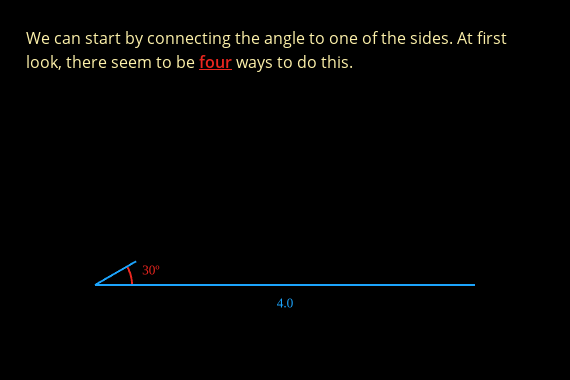 We can start by connecting the angle to one of the sides. At first
look, there seem to be four ways to do this.
30º
4.0